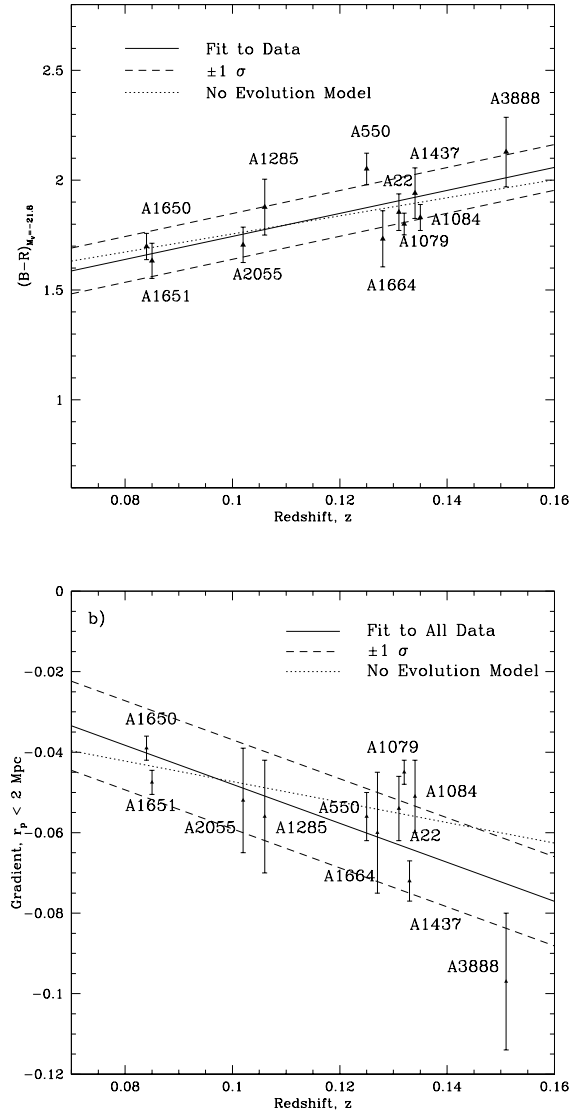 Fit to Data
±1 σ
No Evolution Model
A3888
A550
A1437
A1285
A22
A1650
A1084
A1079
A2055
A1664
A1651
2.5
2
1.5
1
(B−R)Mv=−21.8
0.08 0.1 0.12 0.14 0.16
Redshift, z
b)
Fit to All Data
±1 σ
No Evolution Model
A1650
A1079
A1084
A1651
A550
A2055
A1285
A22
A1664
A1437
A3888
0
−0.02
−0.04
−0.06
−0.08
−0.1
−0.12
Gradient, rp < 2 Mpc
0.08 0.1 0.12 0.14 0.16
Redshift, z